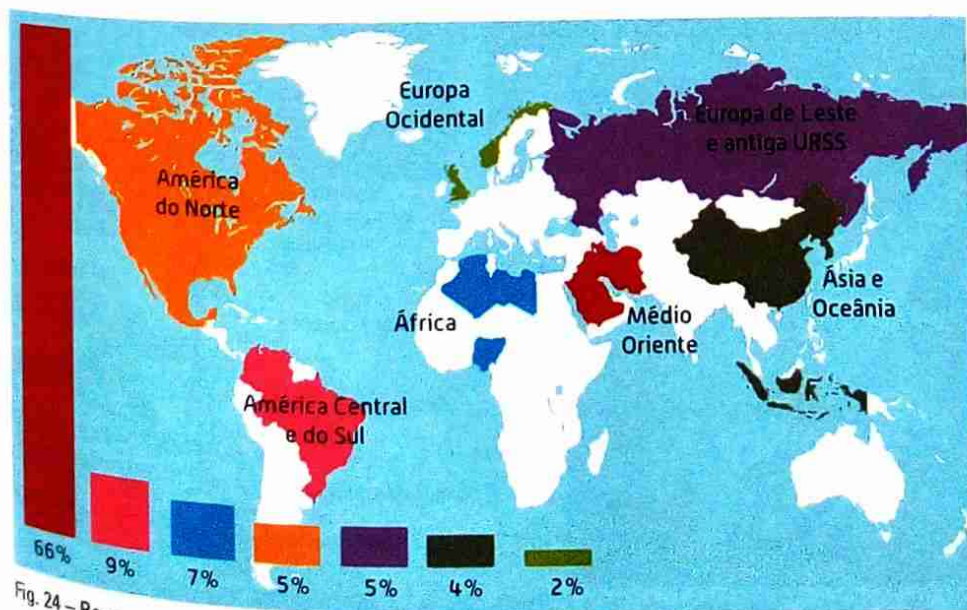 Europa
Ocidental
Europa de Leste
e antiga URSS
América
do Norte
África
Médio
Oriente
Ásia e
Oceânia
América Central
e do Sul
66%
9%
7%
5%
5%
4%
2%
Fig. 24 –